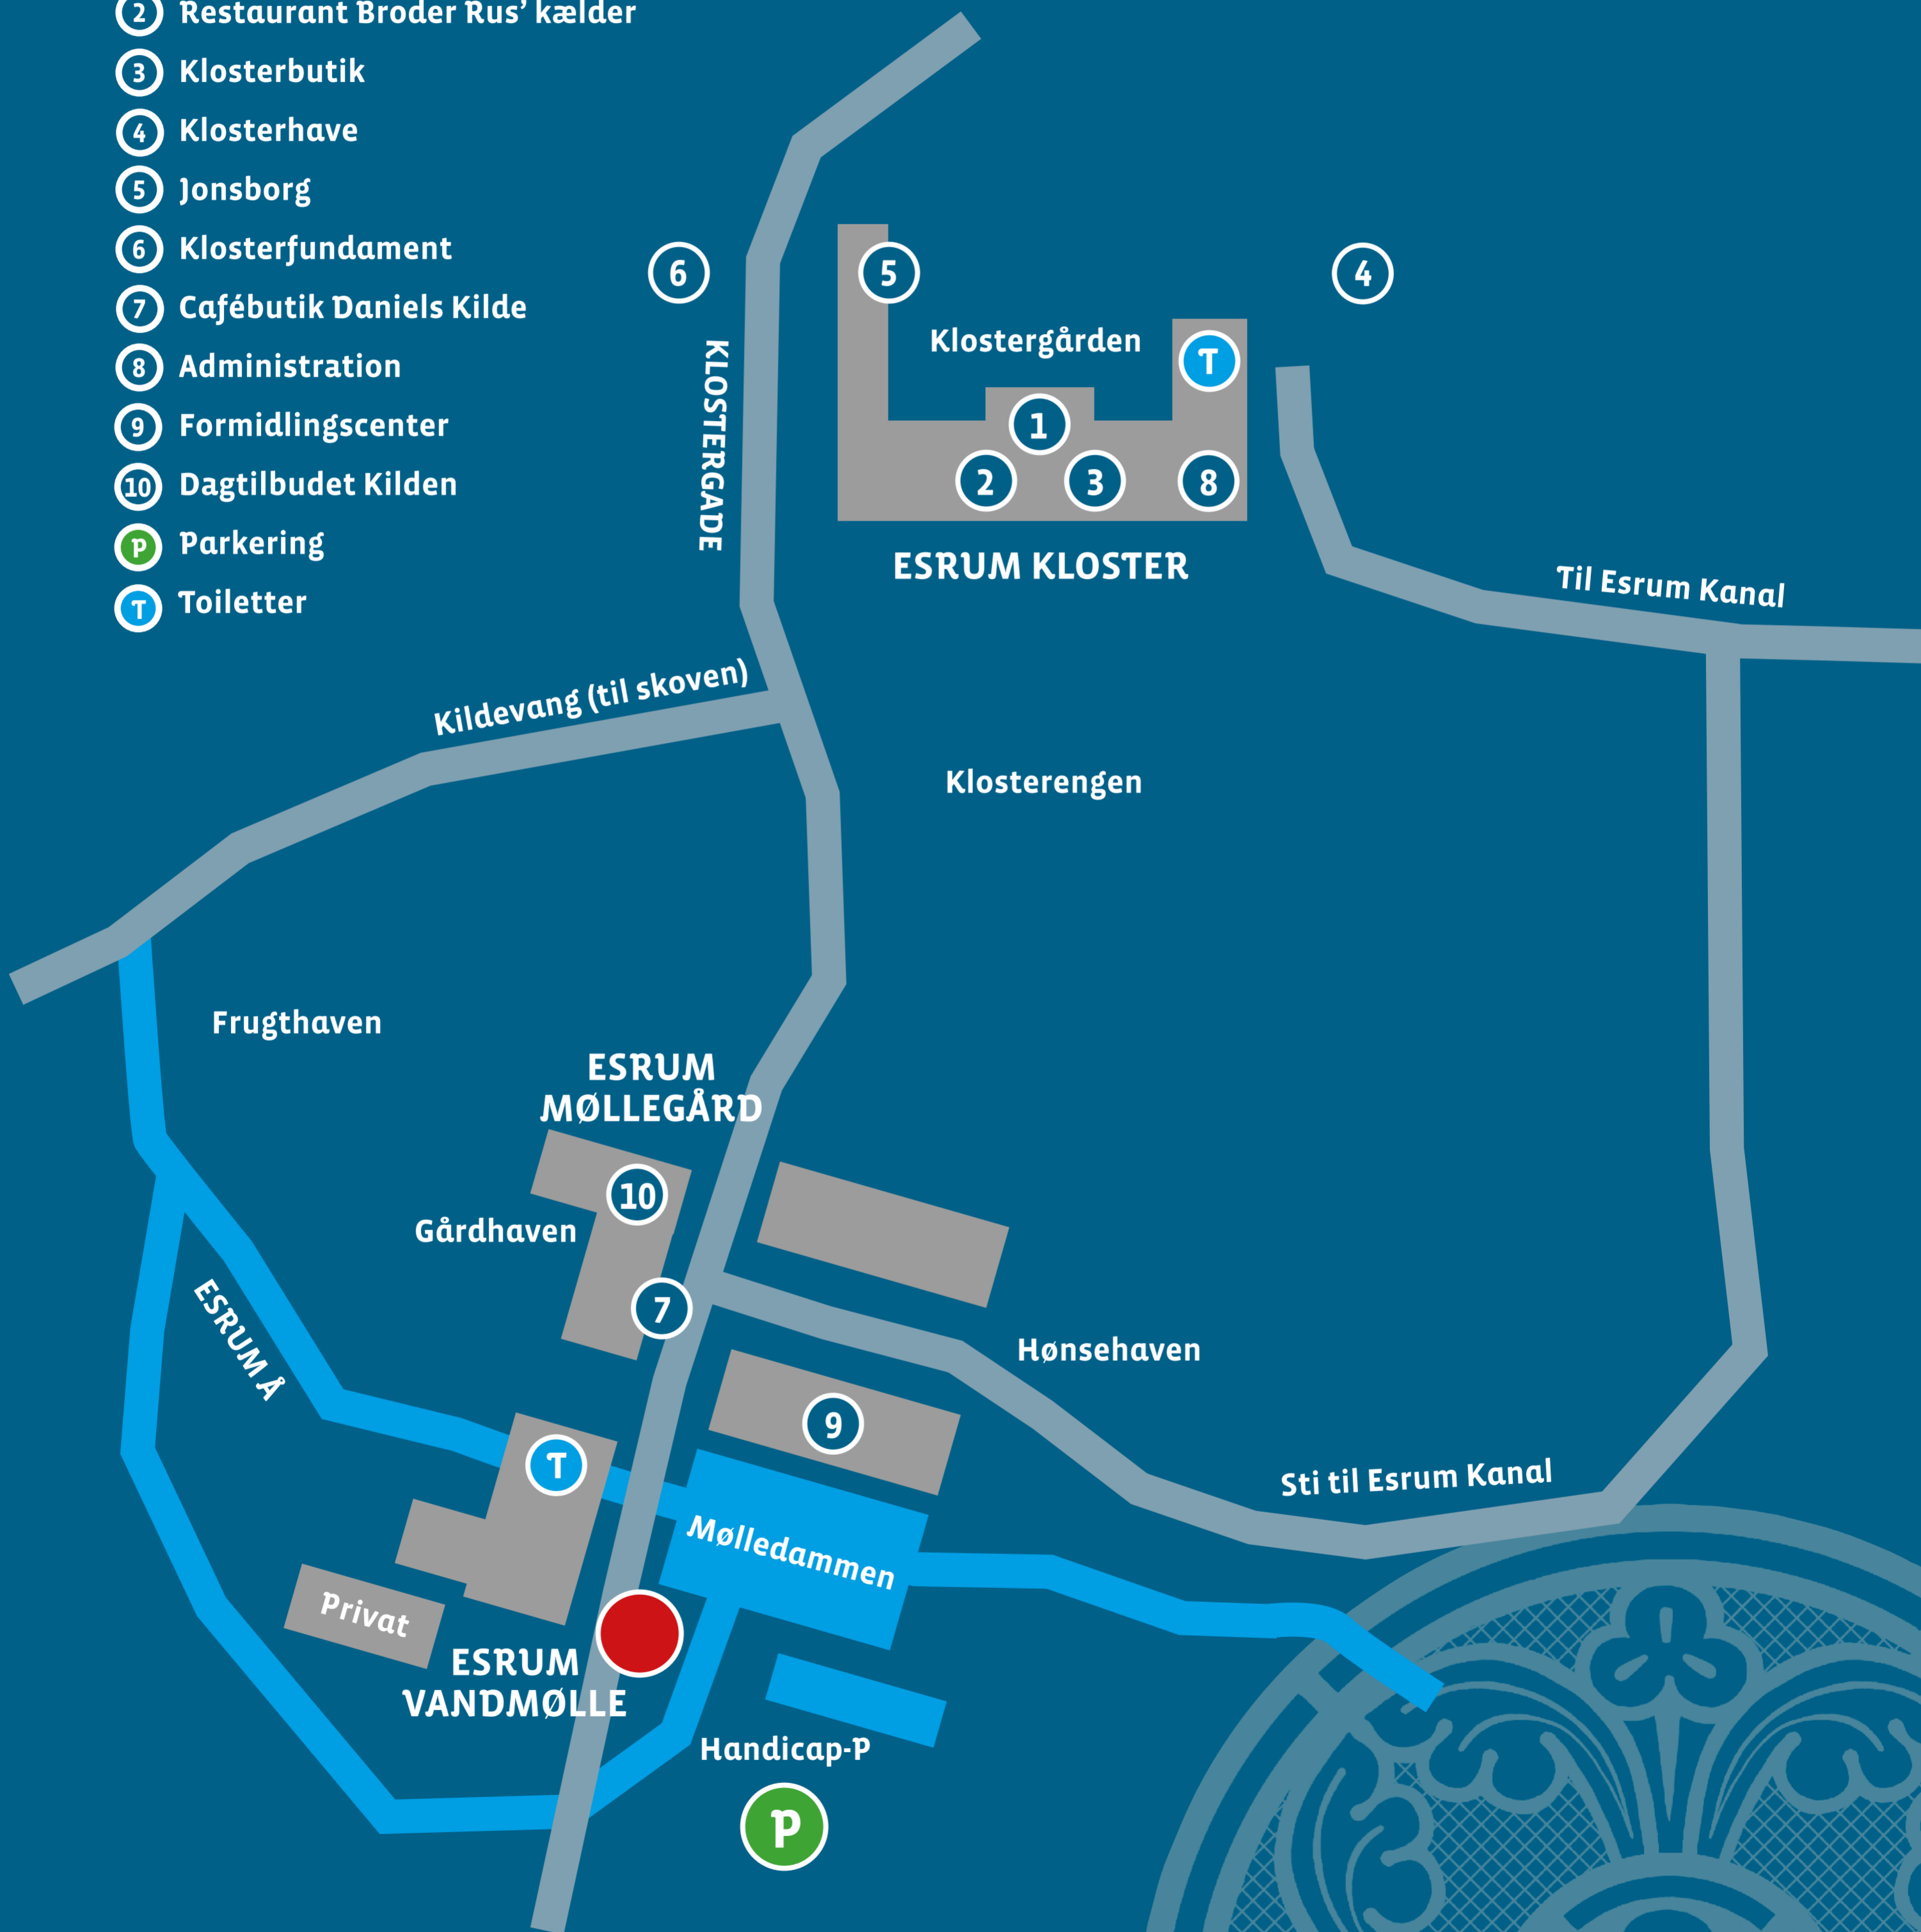 2 Restaurant Broder Rus' kælder
3 Klosterbutik
4 Klosterhave
5 Jonsborg
6 Klosterfundament
7 Cafébutik Daniels Kilde
8 Administration
9 Formidlingscenter
10 Dagtilbudet Kilden
P Parkering
T Toiletter
6
5
4
KLOSTERGADE
Klostergården
T
1
2
3
8
ESRUM KLOSTER
Til Esrum Kanal
Kildevang (til skoven)
Klosterengen
Frugthaven
ESRUM
MØLLEGÅRD
10
Gårdhaven
7
ESRUM Å
Hønsehaven
9
T
Sti til Esrum Kanal
Mølledammen
Privat
ESRUM
VANDMØLLE
Handicap-P
P